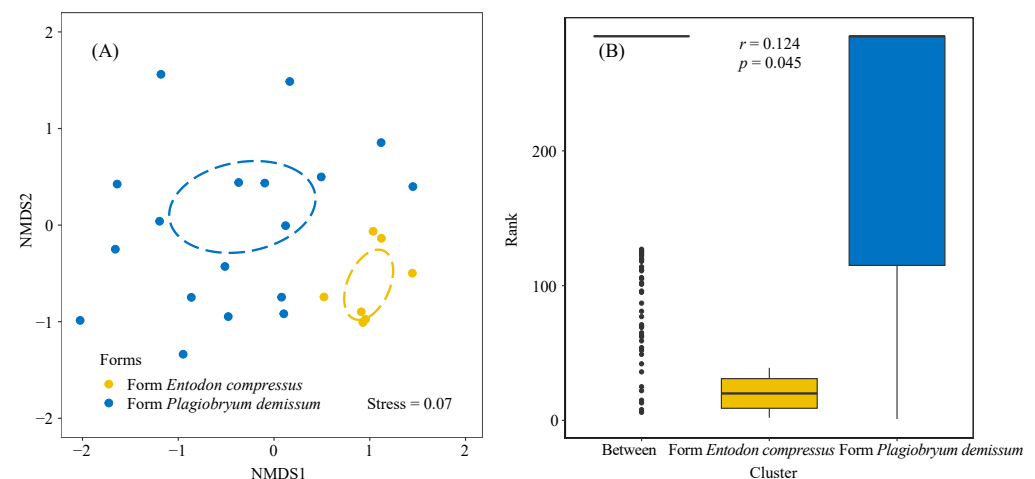 (A)
2
1
0
−1
−2
NMDS2
Forms
Form Entodon compressus
Form Plagiobryum demissum
Stress = 0.07
−2
−1
0
1
2
NMDS1
(B)
r = 0.124
p = 0.045
200
100
0
Rank
Between
Form Entodon compressus
Form Plagiobryum demissum
Cluster